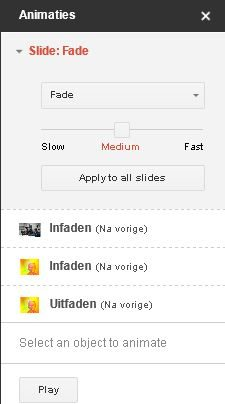 Animaties
Slide: Fade
Fade
Slow Medium Fast
Apply to all slides
Infaden (Na vorige)
Infaden (Na vorige)
Uitfaden (Na vorige)
Select an object to animate
Play